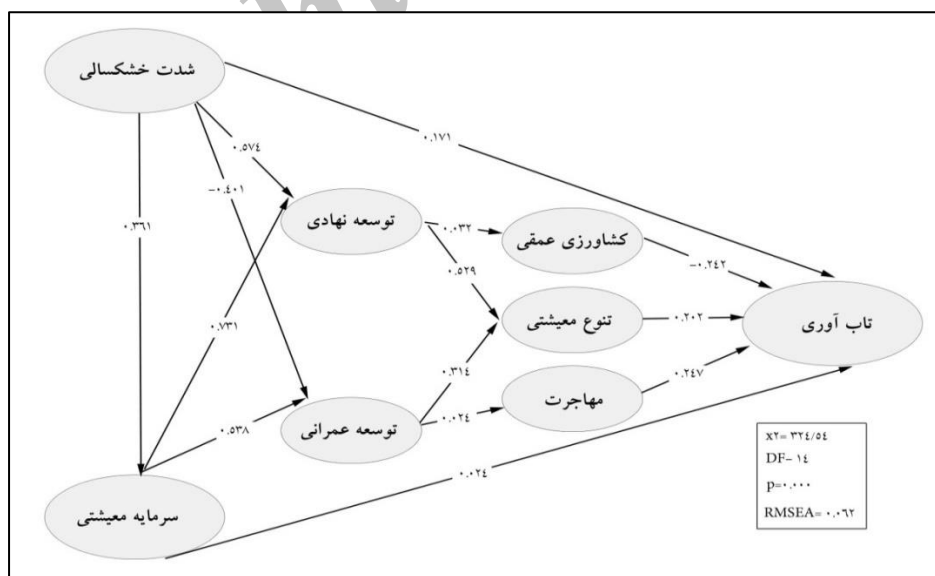 شدت خشکسالی
۰.۱۷۱
۰.۵۷٤
-۰.٤۰۱
۰.۳٦۱
توسعه نهادی
۰.۰۳۲
کشاورزی عمقی
-۰.۲٤۲
۰.۵۲۹
تنوع معیشتی
۰.۲۰۲
تاب آوری
۰.۷۳۱
۰.۳۱٤
مهاجرت
۰.۲٤۷
۰.۵۳۸
توسعه عمرانی
۰.۰۲٤
۰.۰۲٤
سرمایه معیشتی
x۲= ۳۲٤/۵٤
DF- ۱٤
p=۰.۰۰۰
RMSEA= ۰.۰٦۲